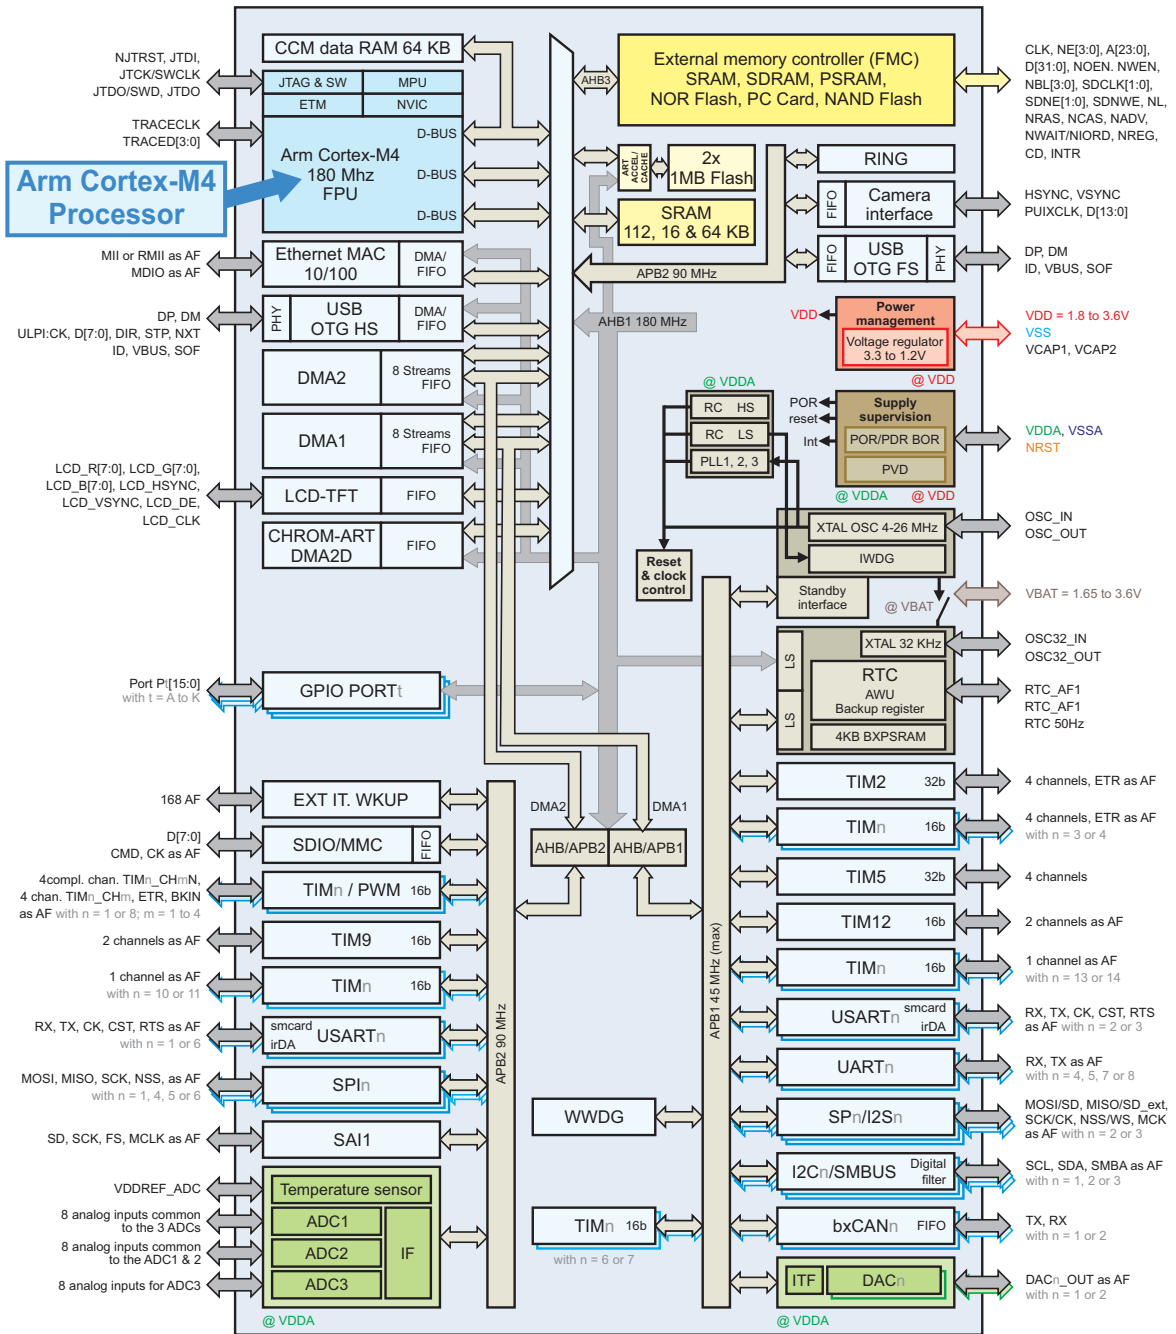 NJTRST, JTDI,
JTCK/SWCLK
JTDO/SWD, JTDO
TRACECLK
TRACED[3:0]
Arm Cortex-M4
Processor
MII or RMII as AF
MDIO as AF
DP, DM
ULPI:CK, D[7:0], DIR, STP, NXT
ID, VBUS, SOF
LCD_R[7:0], LCD_G[7:0],
LCD_B[7:0], LCD_HSYNC,
LCD_VSYNC, LCD_DE,
LCD_CLK
Port Pt[15:0]
with t = A to K
168 AF
D[7:0]
CMD, CK as AF
4compl. chan. TIMn_CHmN,
4 chan. TIMn_CHm, ETR, BKIN
as AF with n = 1 or 8; m = 1 to 4
2 channels as AF
1 channel as AF
with n = 10 or 11
RX, TX, CK, CST, RTS as AF
with n = 1 or 6
MOSI, MISO, SCK, NSS, as AF
with n = 1, 4, 5 or 6
SD, SCK, FS, MCLK as AF
VDDREF_ADC
8 analog inputs common
to the 3 ADCs
8 analog inputs common
to the ADC1 & 2
8 analog inputs for ADC3
CCM data RAM 64 KB
JTAG & SW
MPU
ETM
NVIC
D-BUS
Arm Cortex-M4
180 Mhz
FPU
D-BUS
D-BUS
Ethernet MAC
10/100
DMA/
FIFO
PHY
USB
OTG HS
DMA/
FIFO
DMA2
8 Streams
FIFO
DMA1
8 Streams
FIFO
LCD-TFT
FIFO
CHROM-ART
DMA2D
FIFO
GPIO PORTt
EXT IT. WKUP
SDIO/MMC
FIFO
TIMn / PWM
16b
TIM9
16b
TIMn
16b
smcard
irDA
USARTn
SPIn
SAI1
Temperature sensor
ADC1
ADC2
ADC3
IF
@ VDDA
APB2 90 MHz
AHB3
External memory controller (FMC)
SRAM, SDRAM, PSRAM,
NOR Flash, PC Card, NAND Flash
ART
ACCEL/
CACHE
2x
1MB Flash
SRAM
112, 16 & 64 KB
APB2 90 MHz
AHB1 180 MHz
RING
FIFO
Camera
interface
FIFO
USB
OTG FS
PHY
VDD
Power
management
Voltage regulator
3.3 to 1.2V
@ VDD
@ VDDA
RC HS
RC LS
PLL1, 2, 3
POR
reset
Int
Supply
supervision
POR/PDR BOR
PVD
@ VDDA
@ VDD
XTAL OSC 4-26 MHz
IWDG
Reset
& clock
control
Standby
interface
@ VBAT
LS
LS
XTAL 32 KHz
RTC
AWU
Backup register
4KB BXPSRAM
DMA2
DMA1
AHB/APB2
AHB/APB1
APB1 45 MHz (max)
WWDG
TIMn
16b
with n = 6 or 7
TIM2
32b
TIMn
16b
TIM5
32b
TIM12
16b
TIMn
16b
USARTn
smcard
irDA
UARTn
SPn/I2Sn
I2Cn/SMBUS
Digital
filter
bxCANn
FIFO
ITF
DACn
@ VDDA
CLK, NE[3:0], A[23:0],
D[31:0], NOEN. NWEN,
NBL[3:0], SDCLK[1:0],
SDNE[1:0], SDNWE, NL,
NRAS, NCAS, NADV,
NWAIT/NIORD, NREG,
CD, INTR
HSYNC, VSYNC
PUIXCLK, D[13:0]
DP, DM
ID, VBUS, SOF
VDD = 1.8 to 3.6V
VSS
VCAP1, VCAP2
VDDA, VSSA
NRST
OSC_IN
OSC_OUT
VBAT = 1.65 to 3.6V
OSC32_IN
OSC32_OUT
RTC_AF1
RTC_AF1
RTC 50Hz
4 channels, ETR as AF
4 channels, ETR as AF
with n = 3 or 4
4 channels
2 channels as AF
1 channel as AF
with n = 13 or 14
RX, TX, CK, CST, RTS
as AF with n = 2 or 3
RX, TX as AF
with n = 4, 5, 7 or 8
MOSI/SD, MISO/SD_ext,
SCK/CK, NSS/WS, MCK
as AF with n = 2 or 3
SCL, SDA, SMBA as AF
with n = 1, 2 or 3
TX, RX
with n = 1 or 2
DACn_OUT as AF
with n = 1 or 2